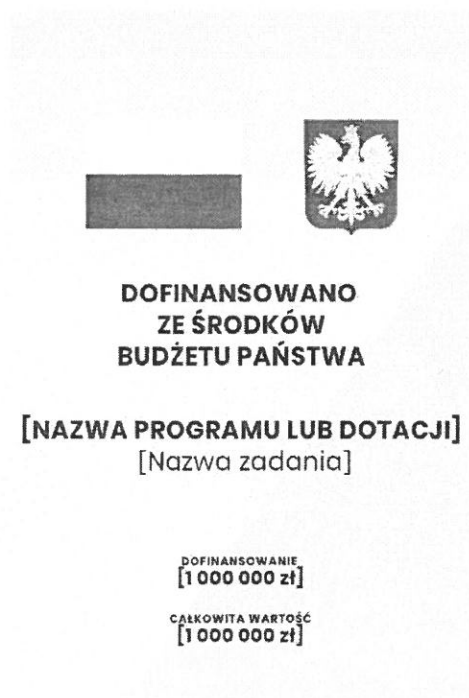 DOFINANSOWANO
ZE ŚRODKÓW
BUDŻETU PAŃSTWA
[NAZWA PROGRAMU LUB DOTACJI]
[Nazwa zadania]
DOFINANSOWANIE
[1 000 000 zł]
CAŁKOWITA WARTOŚĆ
[1 000 000 zł]